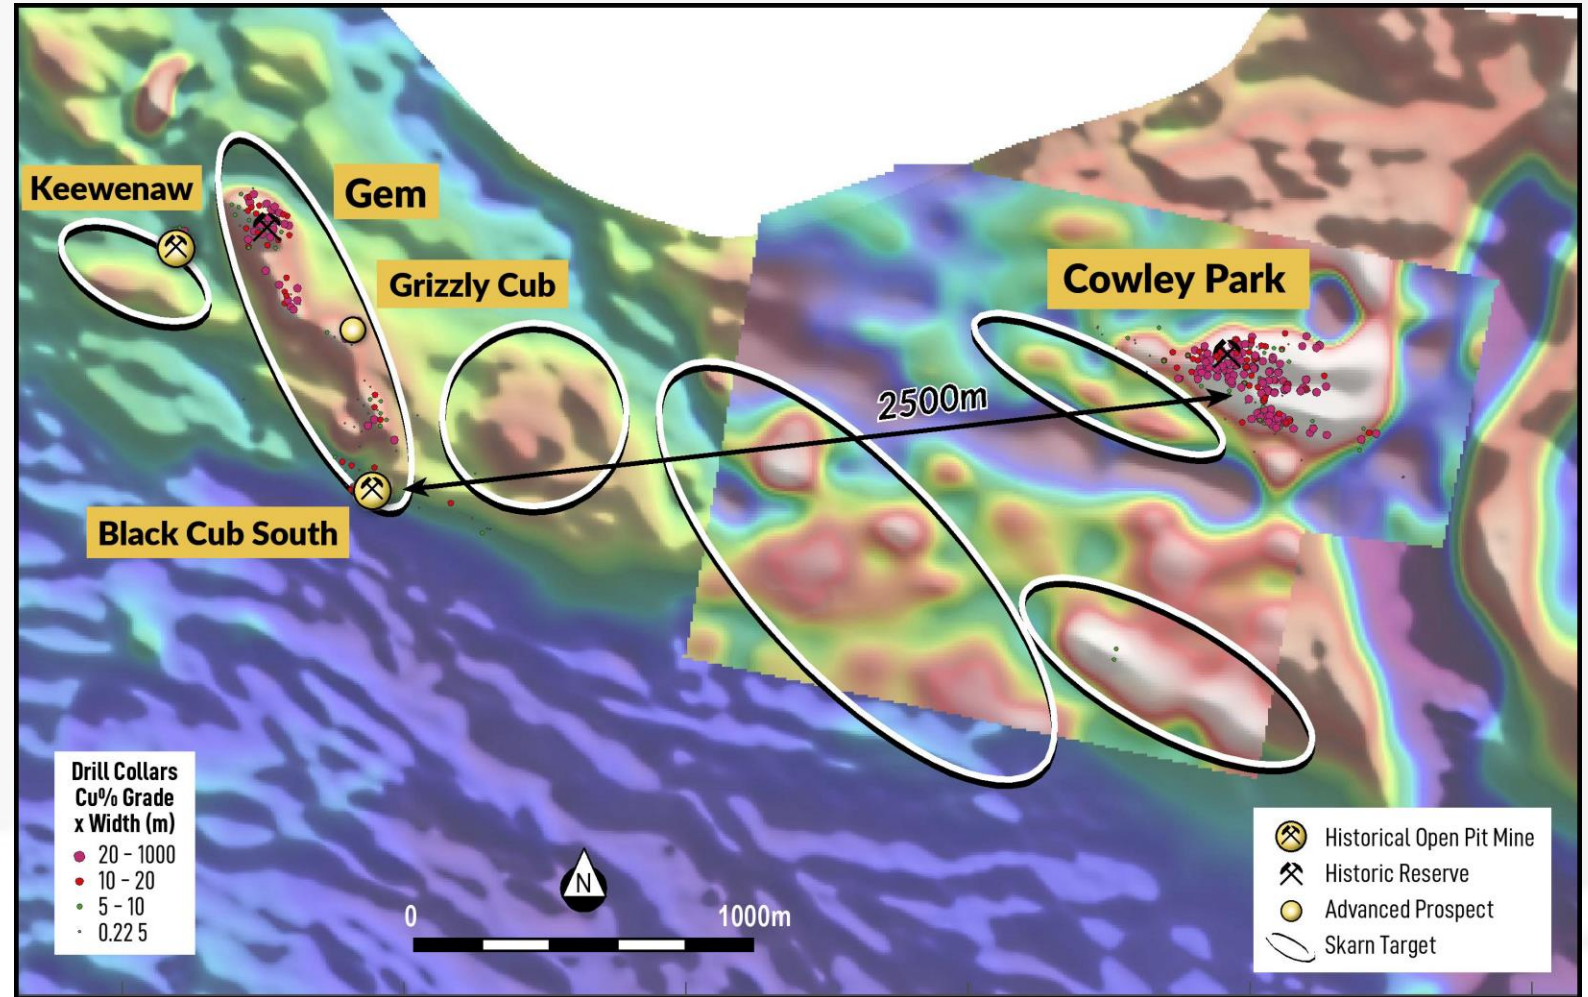 Keewenaw
Gem
Grizzly Cub
Cowley Park
2500m
Black Cub South
Drill Collars
Cu% Grade
x Width (m)
20 - 1000
10 - 20
5 - 10
0.22 5
N
0 1000m
Historical Open Pit Mine
Historic Reserve
Advanced Prospect
Skarn Target